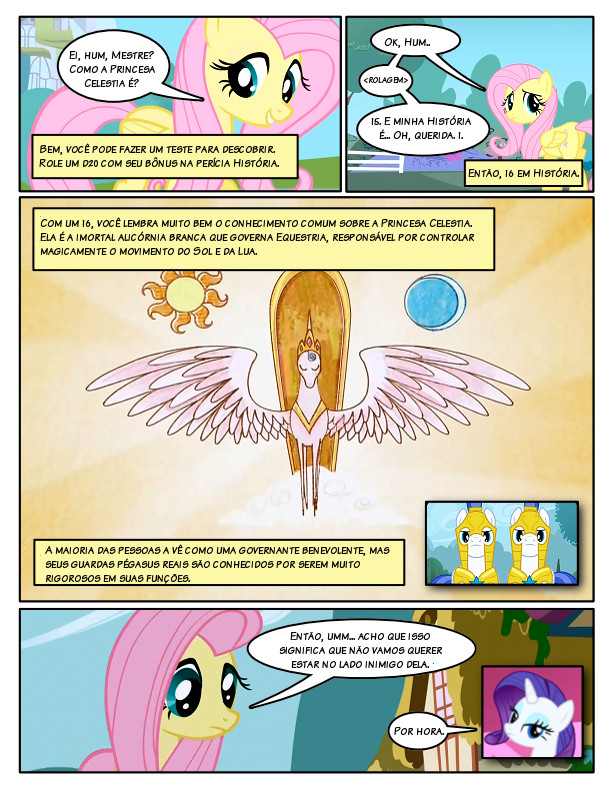 Ei, hum, Mestre?
Como a Princesa
Celestia é?
Bem, você pode fazer um teste para descobrir.
Role um d20 com seu bônus na perícia História.
Ok, Hum..
<rolagem>
15. E minha História
é... Oh, querida. 1.
Então, 16 em História.
Com um 16, você lembra muito bem o conhecimento comum sobre a Princesa Celestia.
Ela é a imortal alicórnia branca que governa Equestria, responsável por controlar
magicamente o movimento do Sol e da Lua.
A maioria das pessoas a vê como uma governante benevolente, mas
seus guardas pégasus reais são conhecidos por serem muito
rigorosos em suas funções.
Então, umm... acho que isso
significa que não vamos querer
estar no lado inimigo dela.
Por hora.